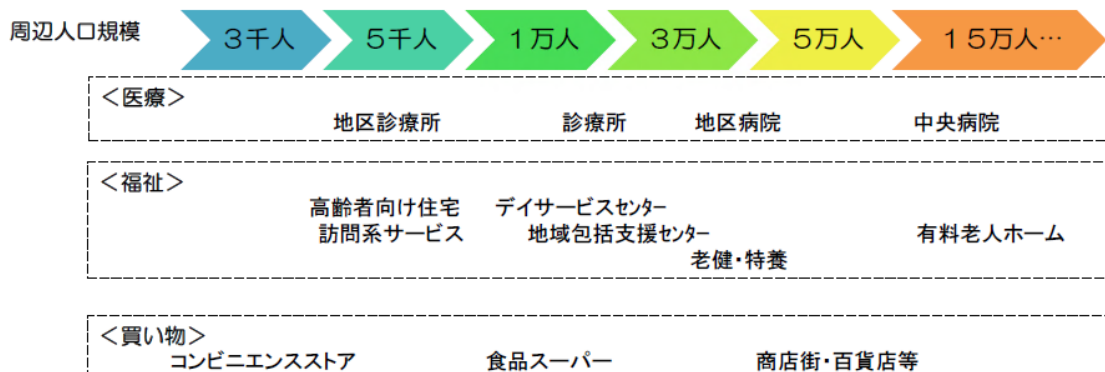 周辺人口規模 3千人 5千人 1万人 3万人 5万人 15万人…
＜医療＞
地区診療所 診療所 地区病院 中央病院
＜福祉＞
高齢者向け住宅 デイサービスセンター
訪問系サービス 地域包括支援センター 有料老人ホーム
老健・特養
＜買い物＞
コンビニエンスストア 食品スーパー 商店街・百貨店等